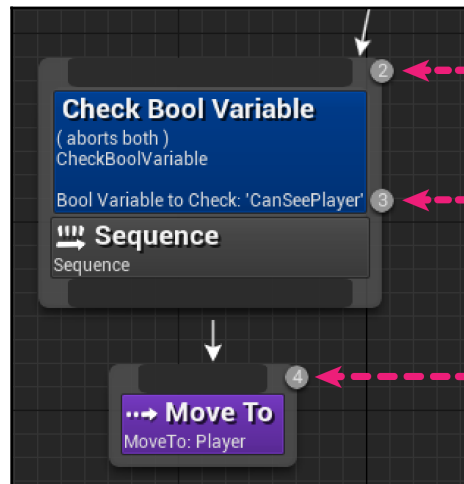 2
Check Bool Variable
( aborts both )
CheckBoolVariable
Bool Variable to Check: 'CanSeePlayer'
3
Sequence
Sequence
4
Move To
MoveTo: Player